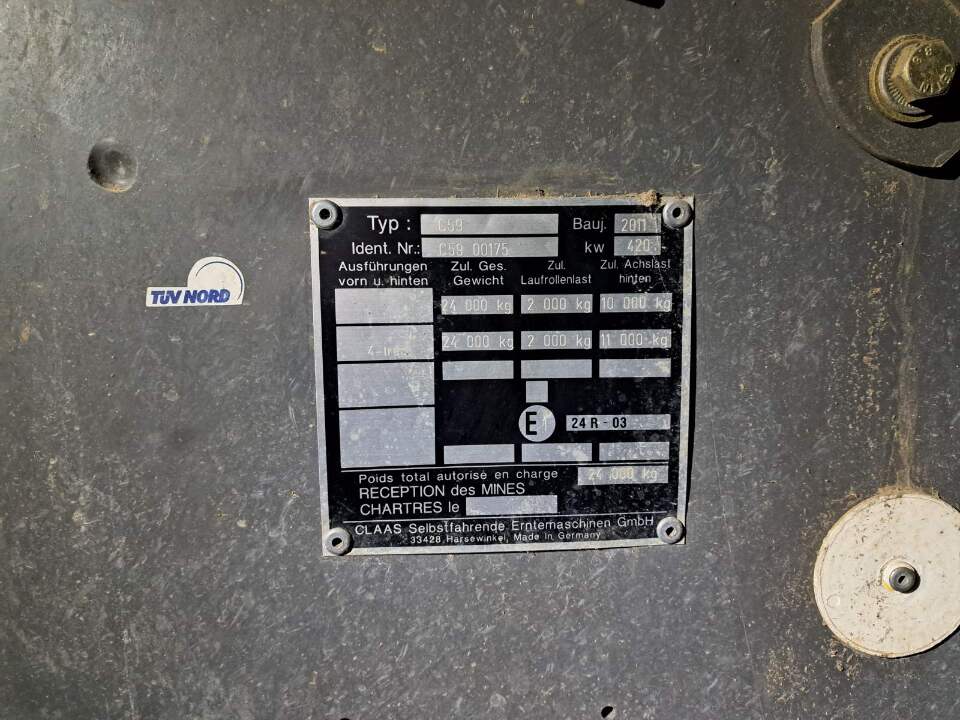 Typ : C59 Bauj. 2011
Ident. Nr.: C59 00175 kw 420
Ausführungen vorn u. hinten
Zul. Ges. Gewicht
Zul. Laufrollenlast
Zul. Achslast hinten
24 000 kg 2 000 kg 10 000 kg
24 000 kg 2 000 kg 11 000 kg
E1 24 R - 03
Poids total autorisé en charge 24 000 kg
RECEPTION des MINES
CHARTRES le
CLAAS Selbstfahrende Erntemaschinen GmbH
33428 Harsewinkel, Made in Germany
TÜV NORD